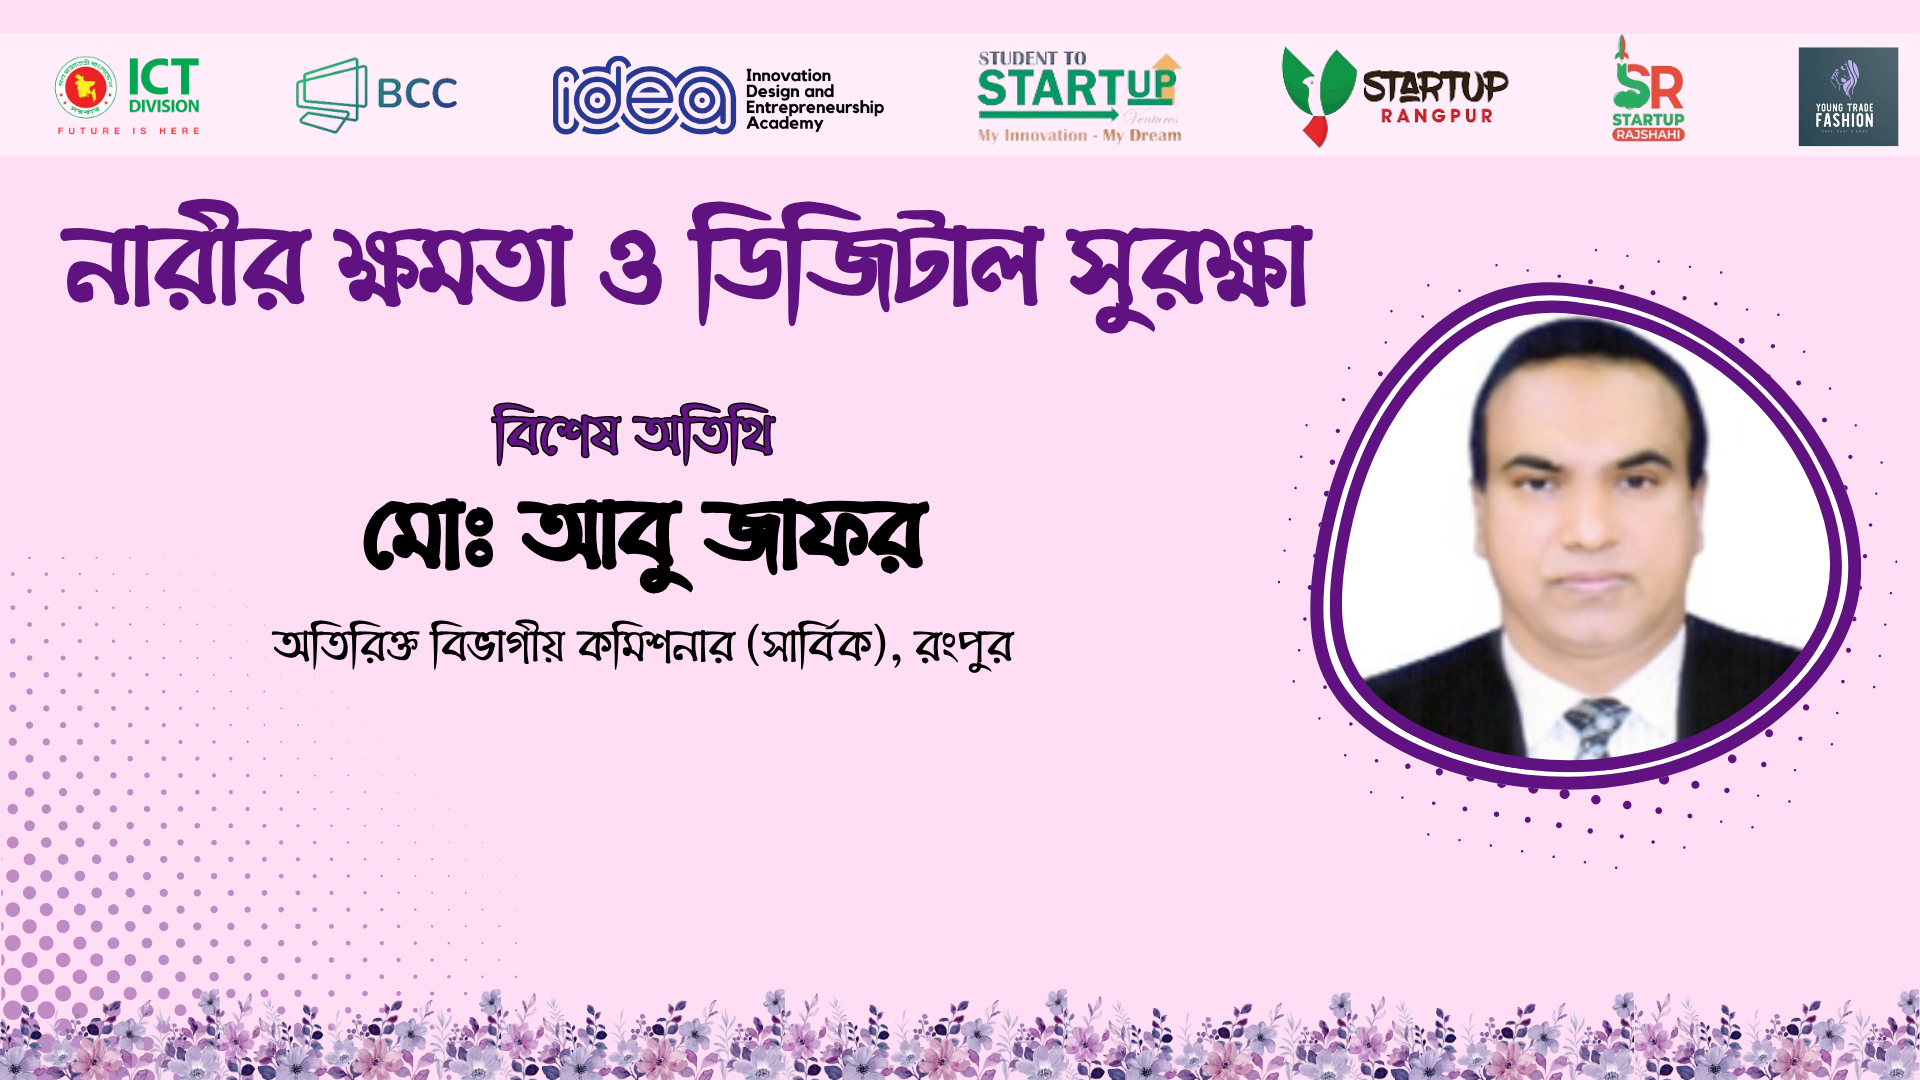 ICT
DIVISION
FUTURE IS HERE
BCC
idea
Innovation
Design and
Entrepreneurship
Academy
STUDENT TO
STARTUP
Ventures
My Innovation - My Dream
STARTUP
RANGPUR
SR
STARTUP
RAJSHAHI
YOUNG TRADE
FASHION
নারীর ক্ষমতা ও ডিজিটাল সুরক্ষা
বিশেষ অতিথি
মোঃ আবু জাফর
অতিরিক্ত বিভাগীয় কমিশনার (সার্বিক), রংপুর